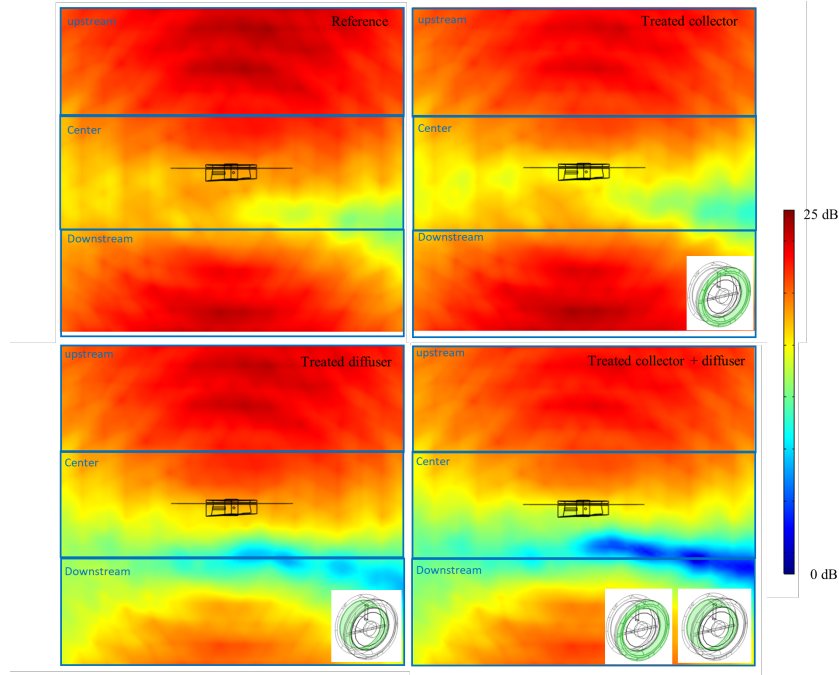 upstream
Reference
Center
Downstream
upstream
Treated collector
Center
Downstream
25 dB
0 dB
upstream
Treated diffuser
Center
Downstream
upstream
Treated collector + diffuser
Center
Downstream